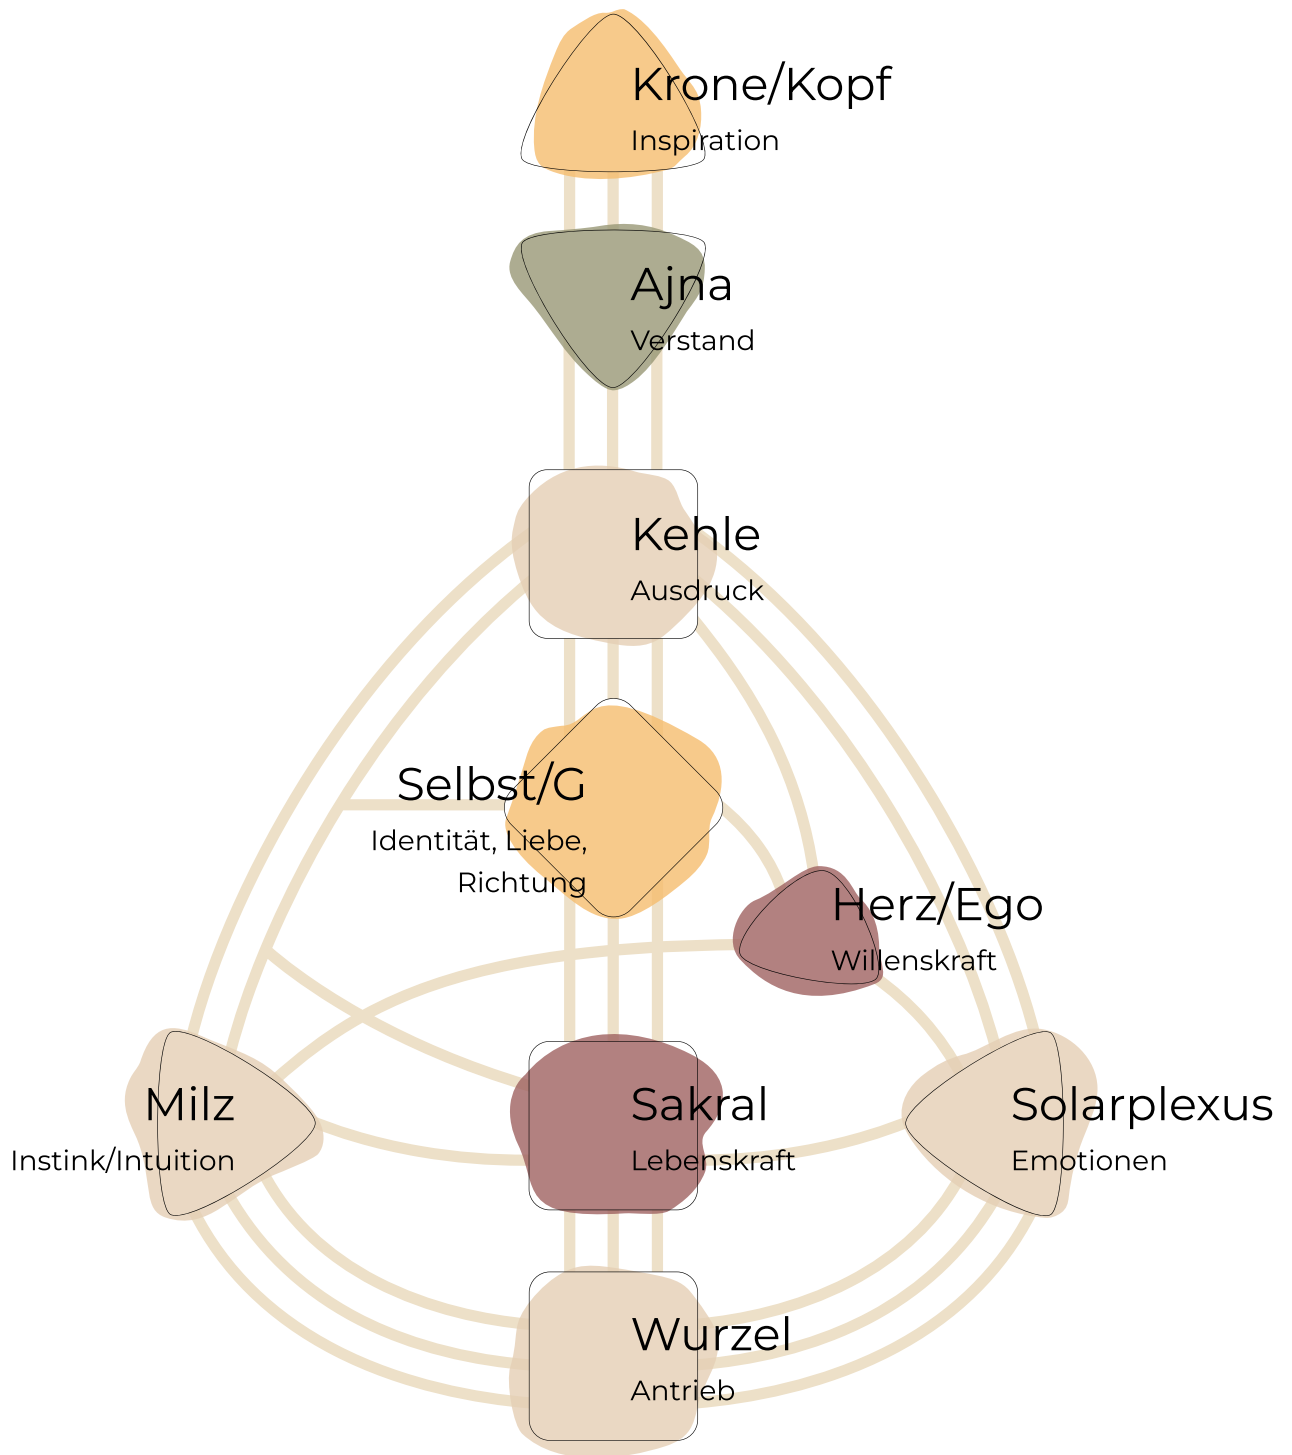 Krone/Kopf
Inspiration
Ajna
Verstand
Kehle
Ausdruck
Selbst/G
Identität, Liebe,
Richtung
Herz/Ego
Willenskraft
Milz
Instink/Intuition
Sakral
Lebenskraft
Solarplexus
Emotionen
Wurzel
Antrieb